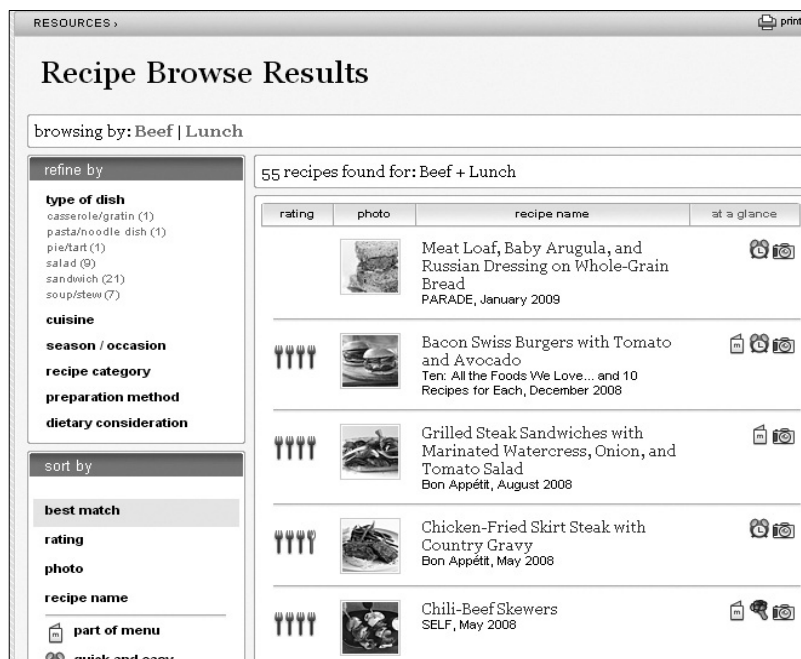 RESOURCES ›
print
Recipe Browse Results
browsing by: Beef | Lunch
refine by
type of dish
casserole/gratin (1)
pasta/noodle dish (1)
pie/tart (1)
salad (9)
sandwich (21)
soup/stew (7)
cuisine
season / occasion
recipe category
preparation method
dietary consideration
sort by
best match
rating
photo
recipe name
m part of menu
quick and easy
55 recipes found for: Beef + Lunch
rating photo recipe name at a glance
Meat Loaf, Baby Arugula, and
Russian Dressing on Whole-Grain
Bread
PARADE, January 2009
Bacon Swiss Burgers with Tomato
and Avocado
Ten: All the Foods We Love... and 10
Recipes for Each, December 2008
m
Grilled Steak Sandwiches with
Marinated Watercress, Onion, and
Tomato Salad
Bon Appétit, August 2008
m
Chicken-Fried Skirt Steak with
Country Gravy
Bon Appétit, May 2008
Chili-Beef Skewers
SELF, May 2008
m